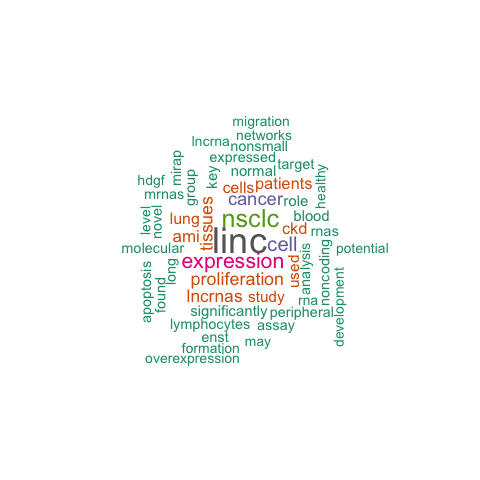 migration
networks
lncrna
nonsmall
expressed
target
mirap
key
normal
healthy
hdgf
group
cells
patients
mrnas
cancer
role
level
novel
lung
tissues
nsclc
blood
ami
linc
ckd
rnas
molecular
cell
analysis
noncoding
potential
long
expression
used
apoptosis
found
proliferation
rna
development
lncrnas
study
significantly
peripheral
lymphocytes
assay
enst
may
formation
overexpression